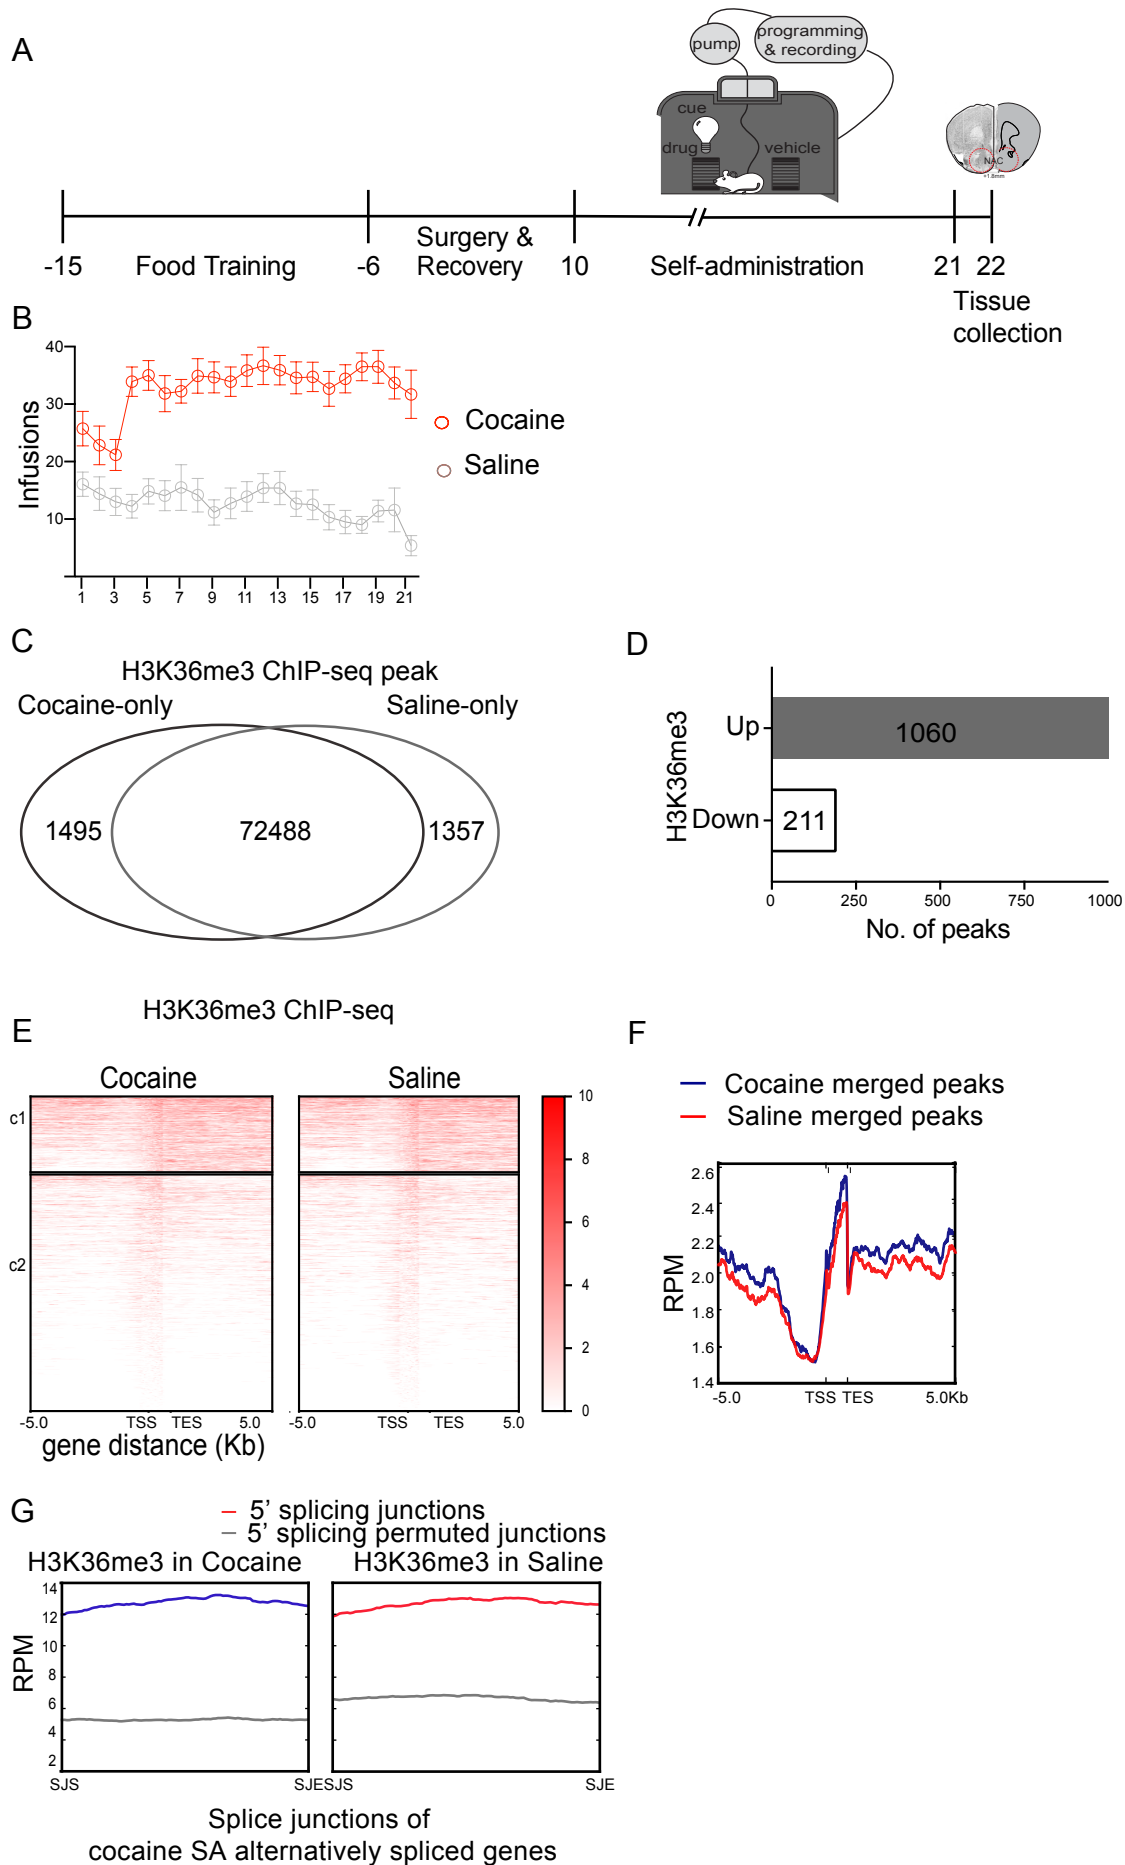 A
pump
programming
& recording
cue
drug
vehicle
NAC
+1.8mm
-15
Food Training
-6
Surgery &
Recovery
10
Self-administration
21
22
Tissue
collection
B
40
30
20
10
Infusions
1 3 5 7 9 11 13 15 17 19 21
Cocaine
Saline
C
H3K36me3 ChIP-seq peak
Cocaine-only
Saline-only
1495
72488
1357
D
H3K36me3
Up
1060
Down
211
0 250 500 750 1000
No. of peaks
E
H3K36me3 ChIP-seq
Cocaine
Saline
c1
c2
10
8
6
4
2
0
-5.0 TSS TES 5.0
-5.0 TSS TES 5.0
gene distance (Kb)
F
Cocaine merged peaks
Saline merged peaks
2.6
2.4
2.2
2.0
1.8
1.6
1.4
RPM
-5.0 TSS TES 5.0Kb
G
5' splicing junctions
5' splicing permuted junctions
H3K36me3 in Cocaine
H3K36me3 in Saline
14
12
10
8
6
4
2
RPM
SJS SJE
SJS SJE
Splice junctions of
cocaine SA alternatively spliced genes